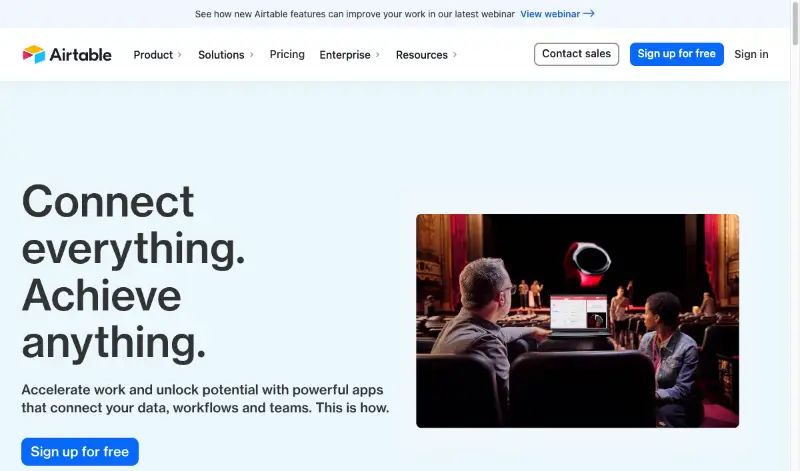 See how new Airtable features can improve your work in our latest webinar View webinar →
Airtable Product Solutions Pricing Enterprise Resources Contact sales Sign up for free Sign in
Connect
everything.
Achieve
anything.
Accelerate work and unlock potential with powerful apps
that connect your data, workflows and teams. This is how.
Sign up for free